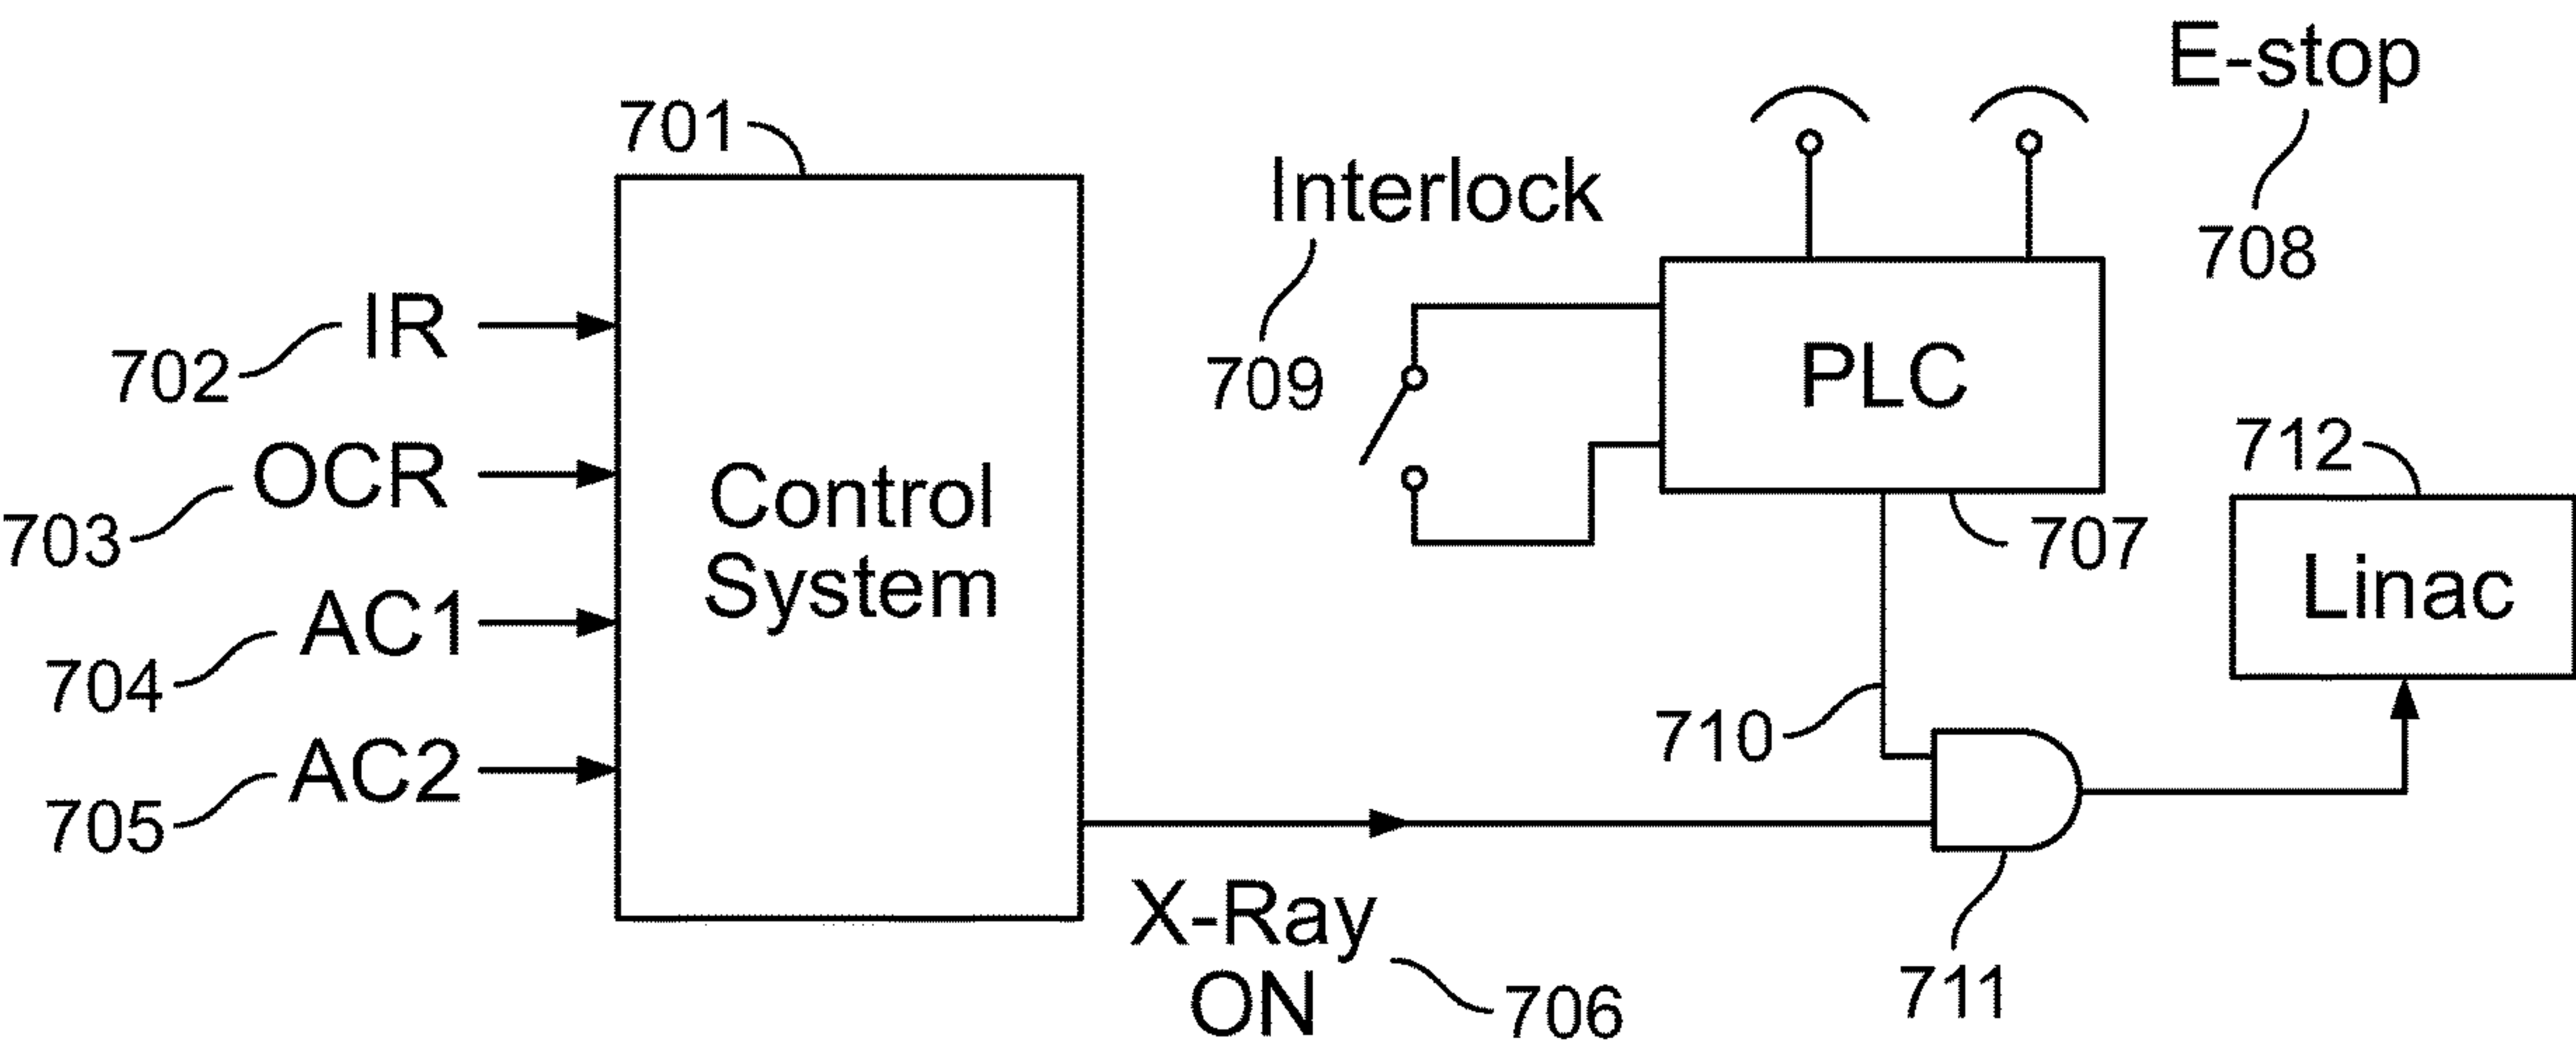 E-stop
708
701
Interlock
709
IR
702
PLC
707
OCR
703
Control
System
712
Linac
AC1
704
710
AC2
705
X-Ray
ON
706
711